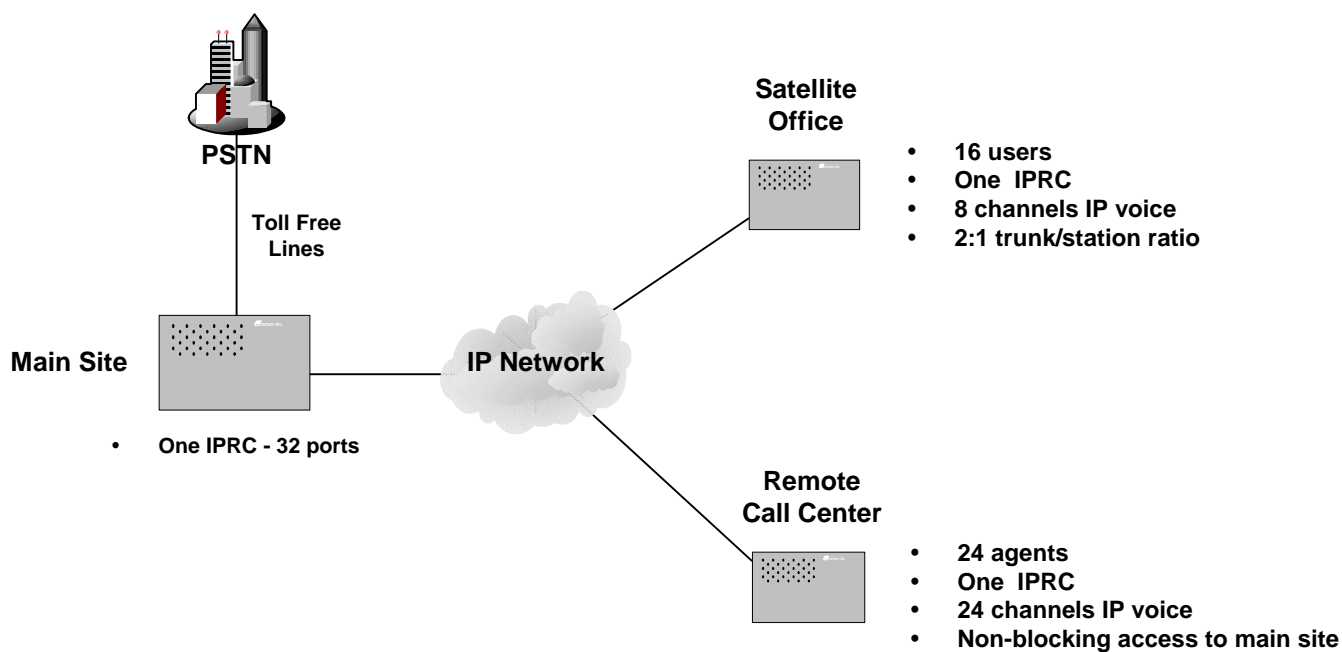 PSTN
Toll Free
Lines
Main Site
• One IPRC - 32 ports
IP Network
Satellite
Office
• 16 users
• One IPRC
• 8 channels IP voice
• 2:1 trunk/station ratio
Remote
Call Center
• 24 agents
• One IPRC
• 24 channels IP voice
• Non-blocking access to main site